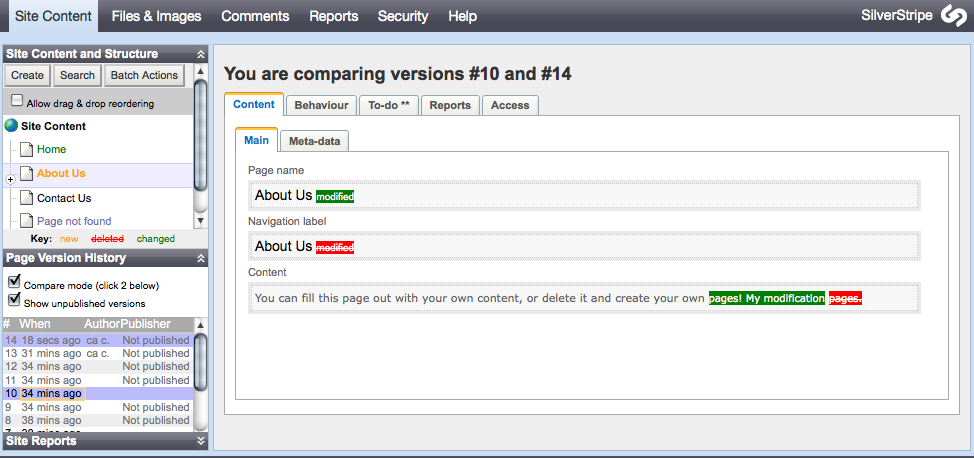 Site Content Files & Images Comments Reports Security Help SilverStripe
Site Content and Structure
Create Search Batch Actions
Allow drag & drop reordering
Site Content
Home
About Us
Contact Us
Page not found
Key: new deleted changed
Page Version History
Compare mode (click 2 below)
Show unpublished versions
# When Author Publisher
14 18 secs ago ca c. Not published
13 31 mins ago ca c. Not published
12 34 mins ago Not published
11 34 mins ago Not published
10 34 mins ago
9 34 mins ago Not published
8 38 mins ago Not published
Site Reports
You are comparing versions #10 and #14
Content Behaviour To-do ** Reports Access
Main Meta-data
Page name
About Us modified
Navigation label
About Us modified
Content
You can fill this page out with your own content, or delete it and create your own pages! My modification pages.